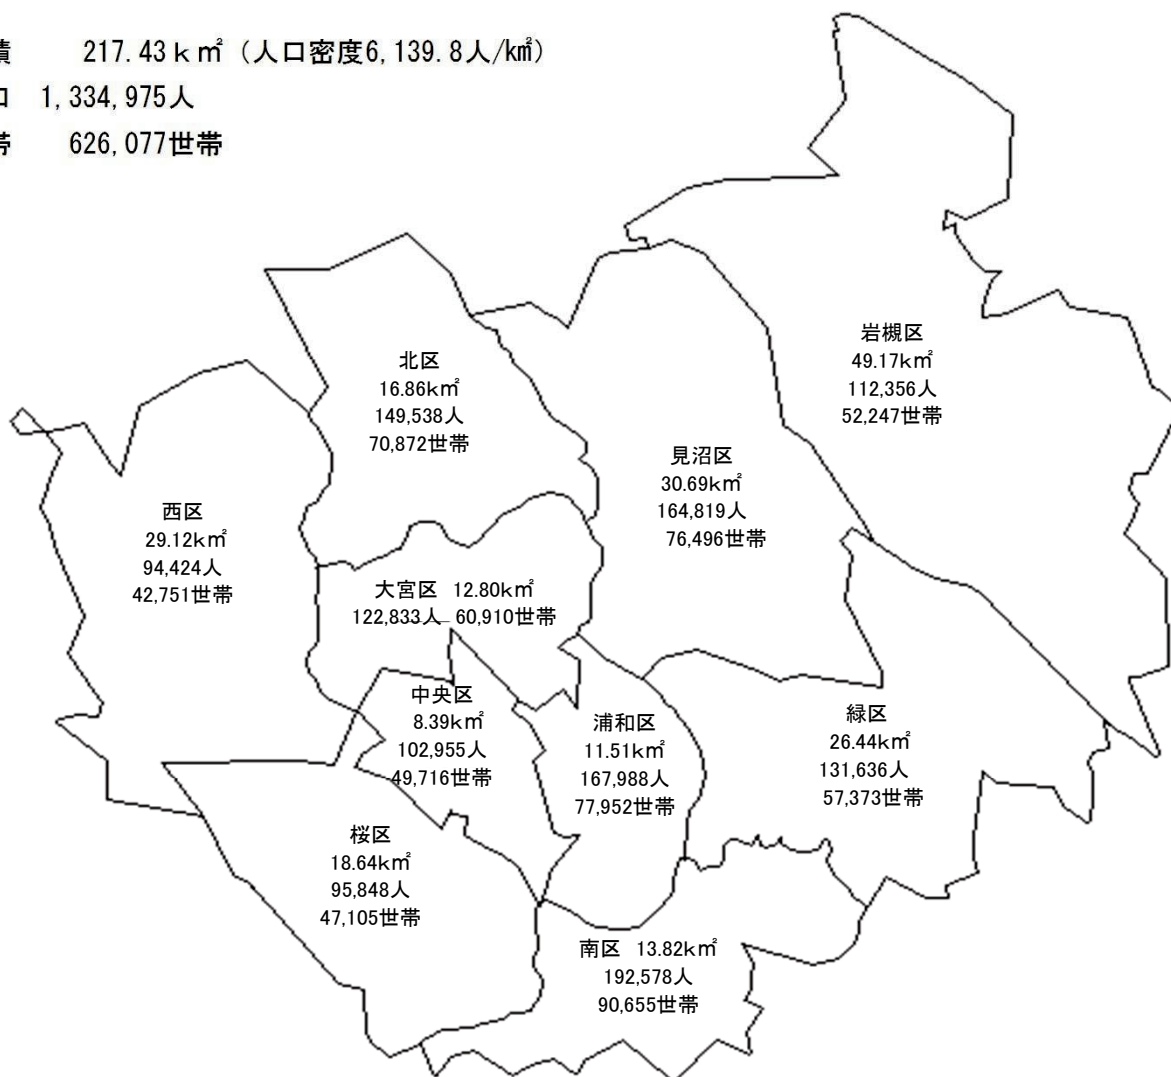 積 217.43ｋ㎡（人口密度6,139.8人/k㎡）
口 1,334,975人
帯 626,077世帯
岩槻区
49.17k㎡
112,356人
52,247世帯
北区
16.86k㎡
149,538人
70,872世帯
見沼区
30.69k㎡
164,819人
76,496世帯
西区
29.12k㎡
94,424人
42,751世帯
大宮区 12.80k㎡
122,833人 60,910世帯
中央区
8.39k㎡
102,955人
49,716世帯
浦和区
11.51k㎡
167,988人
77,952世帯
緑区
26.44k㎡
131,636人
57,373世帯
桜区
18.64k㎡
95,848人
47,105世帯
南区 13.82k㎡
192,578人
90,655世帯